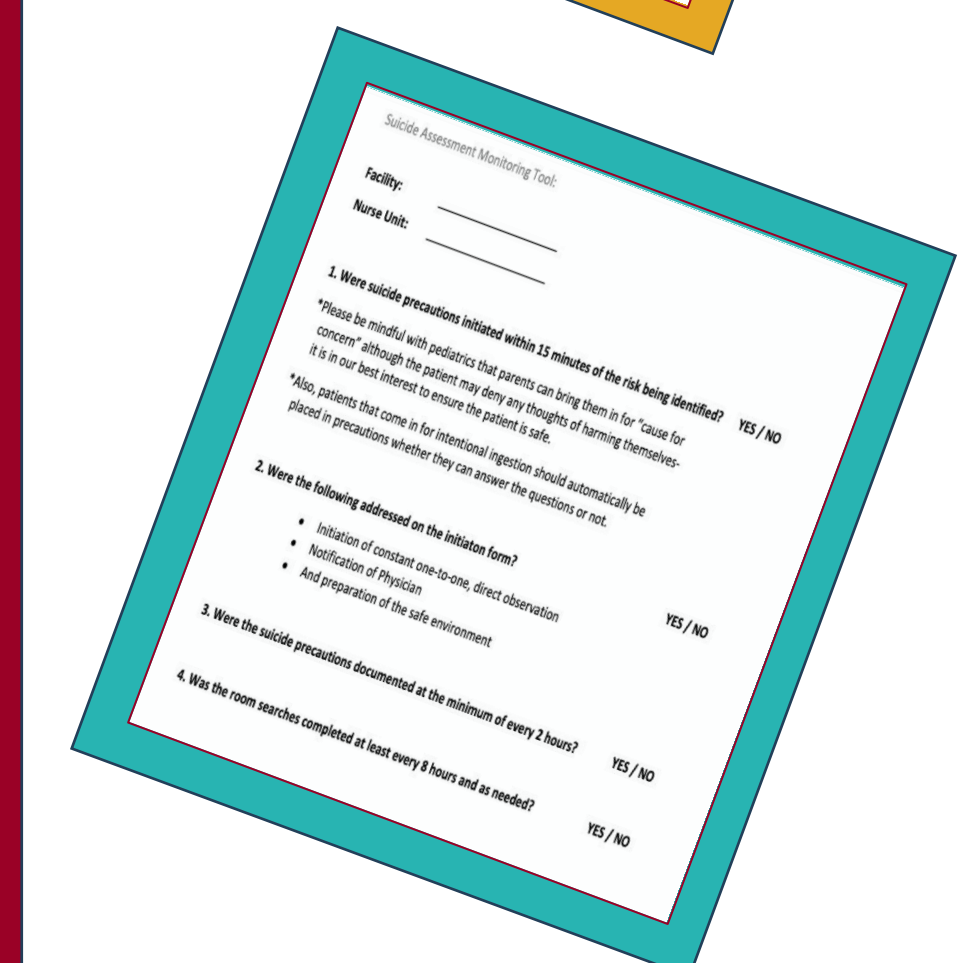 Suicide Assessment Monitoring Tool:
Facility:
Nurse Unit:
1. Were suicide precautions initiated within 15 minutes of the risk being identified? YES / NO
*Please be mindful with pediatrics that parents can bring them in for "cause for
concern" although the patient may deny any thoughts of harming themselves-
it is in our best interest to ensure the patient is safe.
*Also, patients that come in for intentional ingestion should automatically be
placed in precautions whether they can answer the questions or not.
2. Were the following addressed on the initiaton form?
• Initiation of constant one-to-one, direct observation YES / NO
• Notification of Physician
• And preparation of the safe environment
3. Were the suicide precautions documented at the minimum of every 2 hours? YES / NO
4. Was the room searches completed at least every 8 hours and as needed? YES / NO